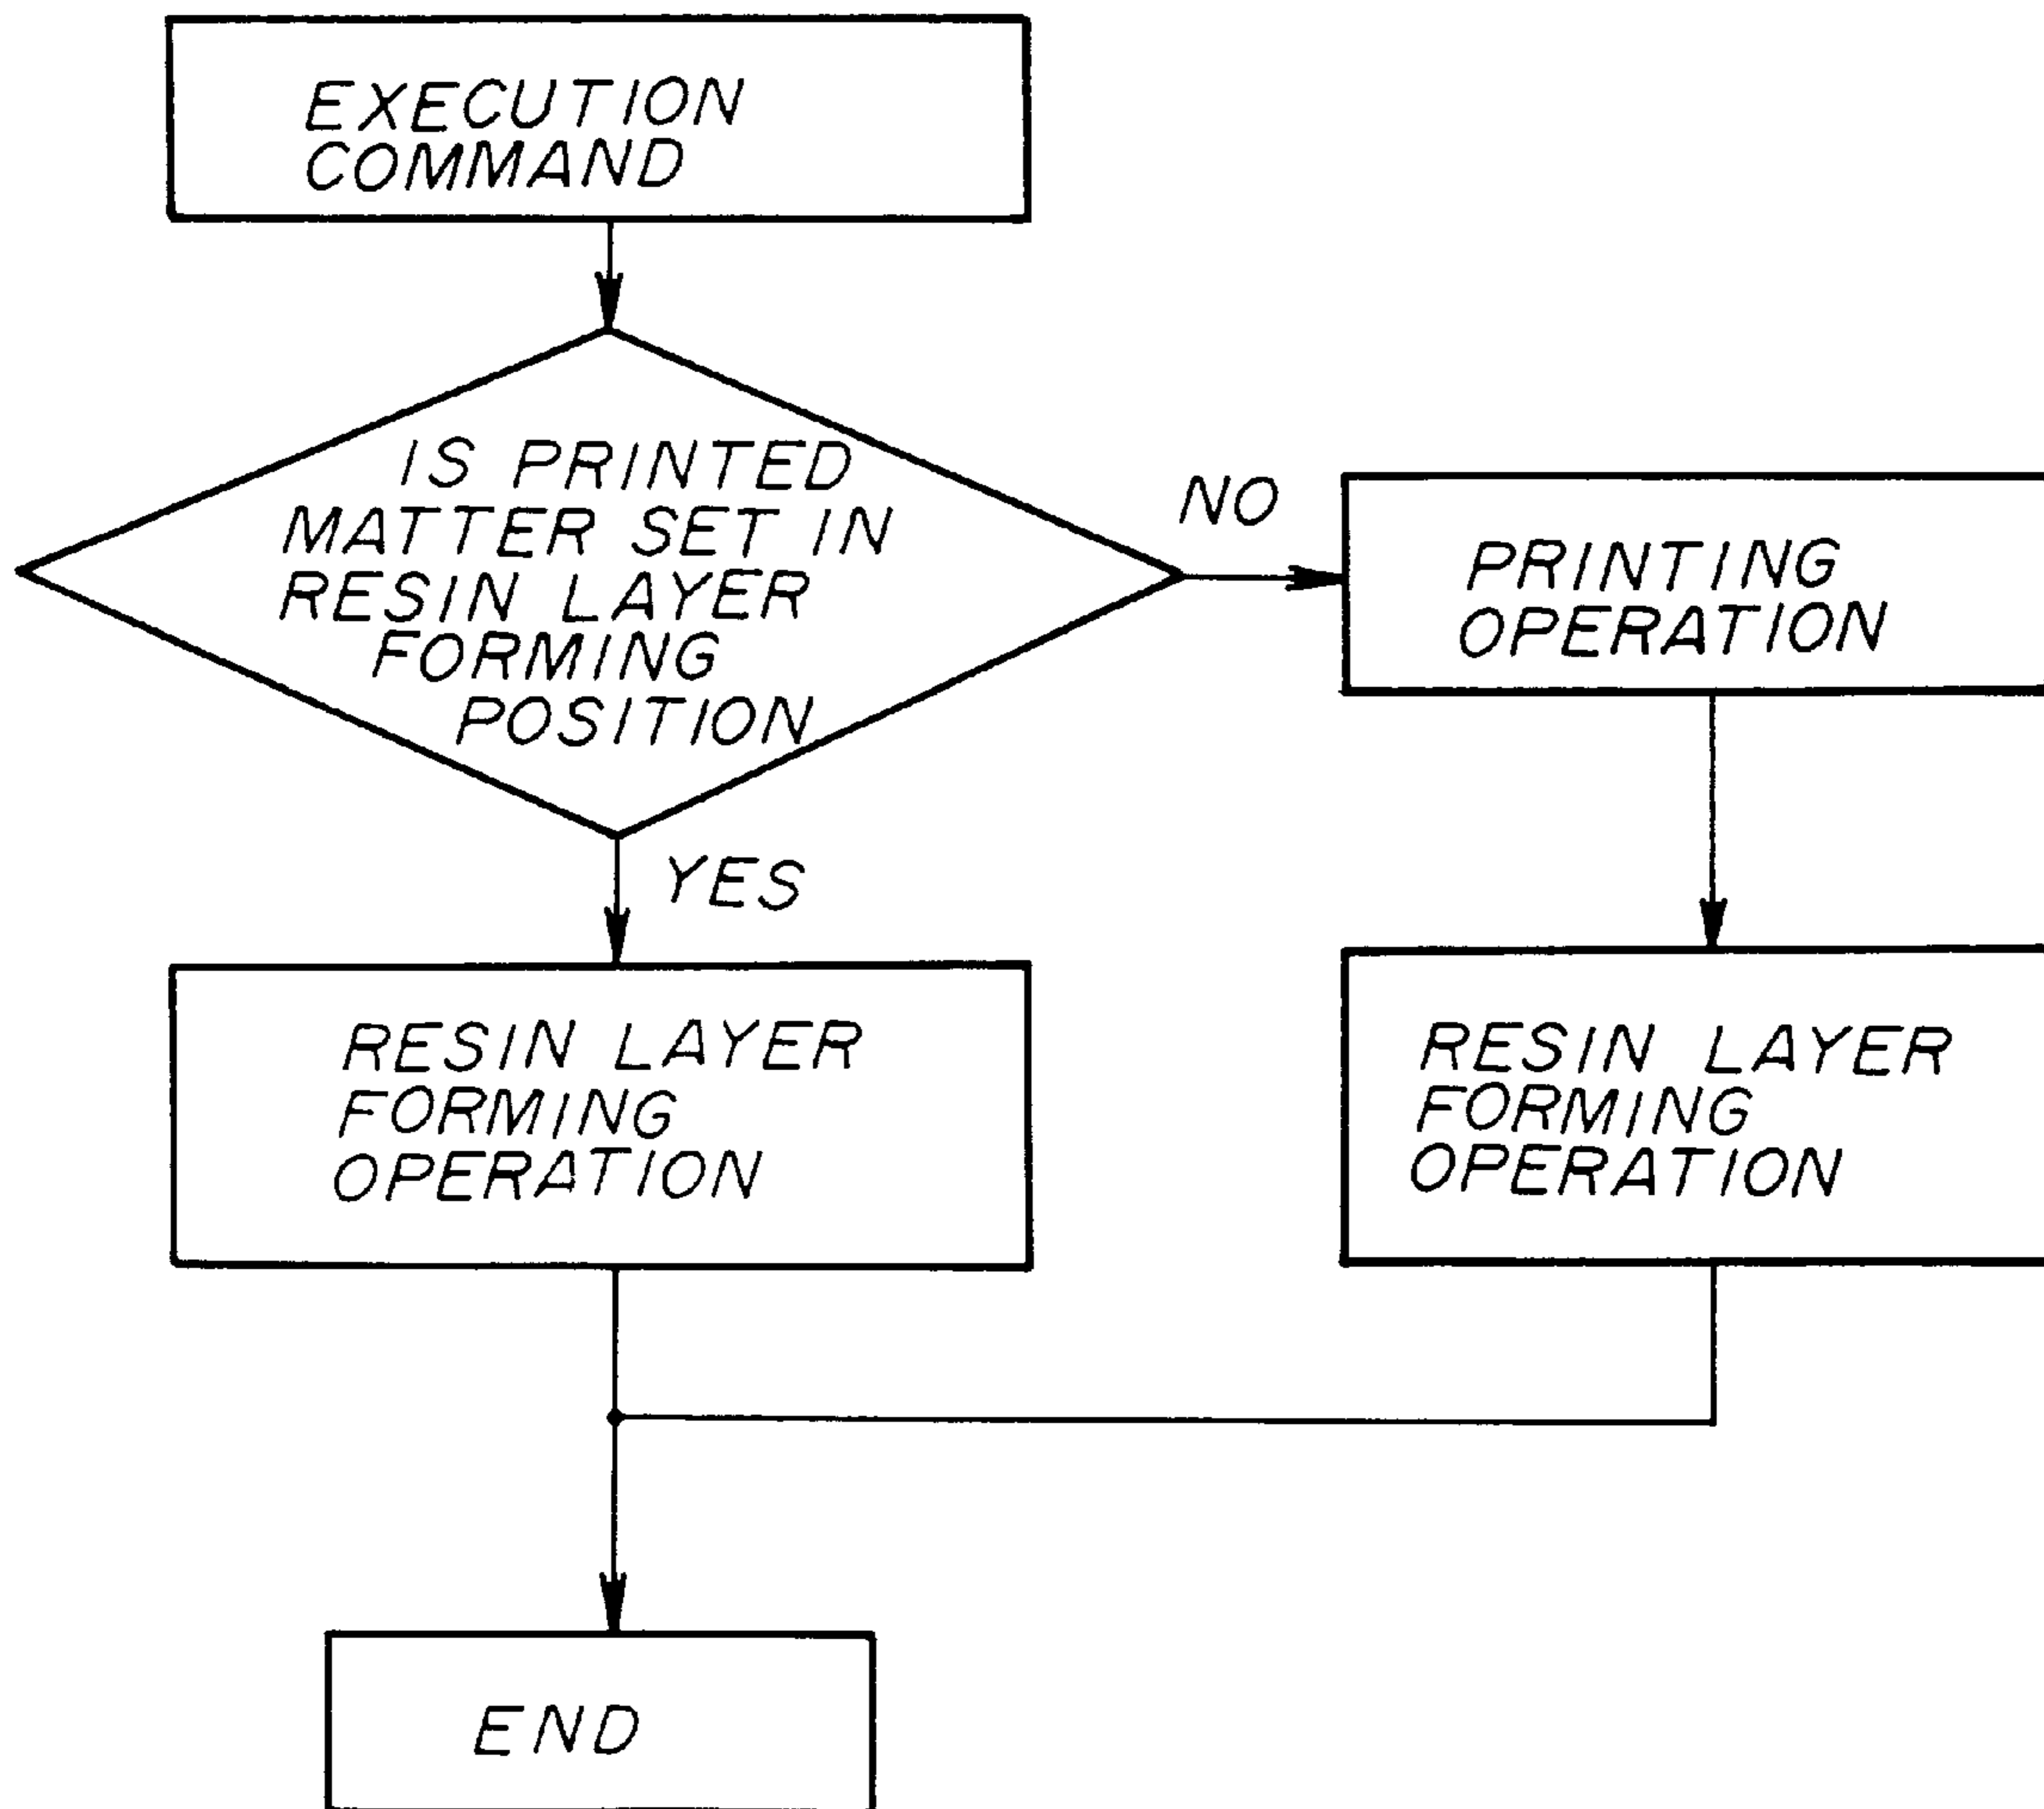 EXECUTION
COMMAND
IS PRINTED
MATTER SET IN
RESIN LAYER
FORMING
POSITION
NO
PRINTING
OPERATION
YES
RESIN LAYER
FORMING
OPERATION
RESIN LAYER
FORMING
OPERATION
END